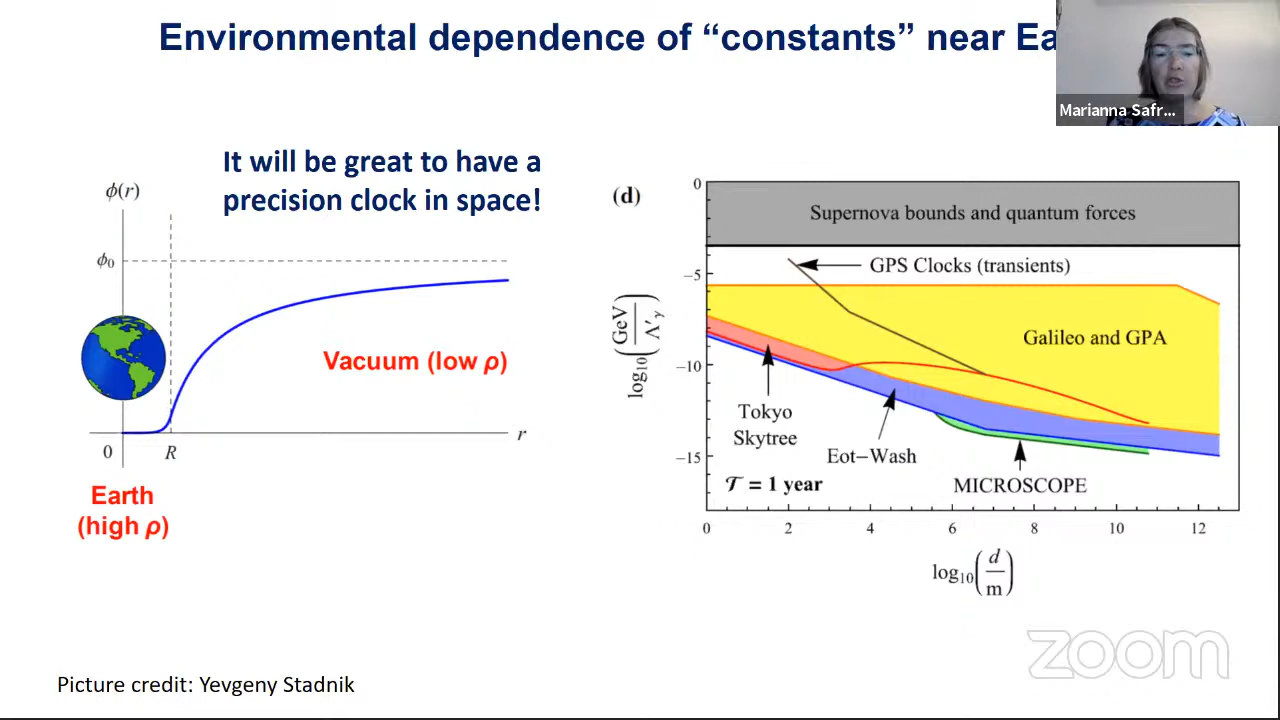 Environmental dependence of “constants” near Ea
Marianna Safr...
It will be great to have a
precision clock in space!
ϕ(r)
ϕ₀
Vacuum (low ρ)
0
R
r
Earth
(high ρ)
(d)
Supernova bounds and quantum forces
GPS Clocks (transients)
Galileo and GPA
Tokyo
Skytree
Eot–Wash
MICROSCOPE
𝒯 = 1 year
0
−5
−10
−15
log₁₀(GeV/Λ′γ)
0 2 4 6 8 10 12
log₁₀(d/m)
zoom
Picture credit: Yevgeny Stadnik